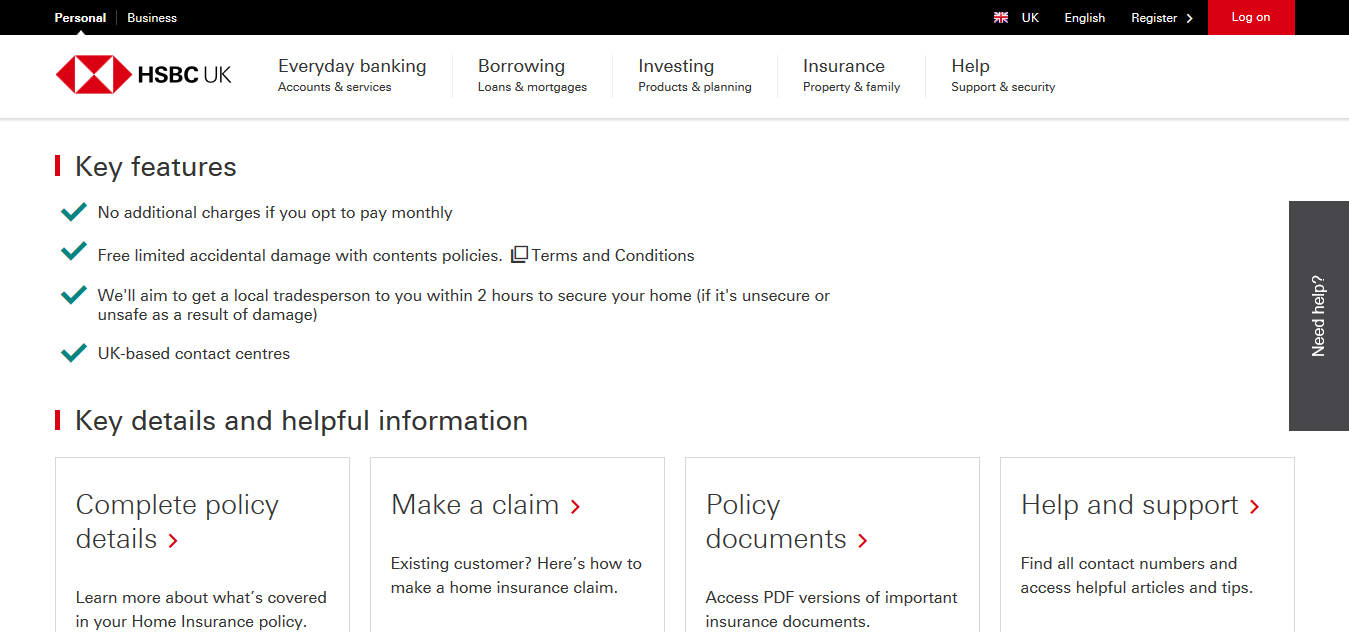 Personal
Business
UK
English
Register
Log on
HSBC UK
Everyday banking
Accounts & services
Borrowing
Loans & mortgages
Investing
Products & planning
Insurance
Property & family
Help
Support & security
Key features
No additional charges if you opt to pay monthly
Free limited accidental damage with contents policies. Terms and Conditions
We'll aim to get a local tradesperson to you within 2 hours to secure your home (if it's unsecure or
unsafe as a result of damage)
UK-based contact centres
Need help?
Key details and helpful information
Complete policy
details
Learn more about what’s covered
in your Home Insurance policy.
Make a claim
Existing customer? Here’s how to
make a home insurance claim.
Policy
documents
Access PDF versions of important
insurance documents.
Help and support
Find all contact numbers and
access helpful articles and tips.